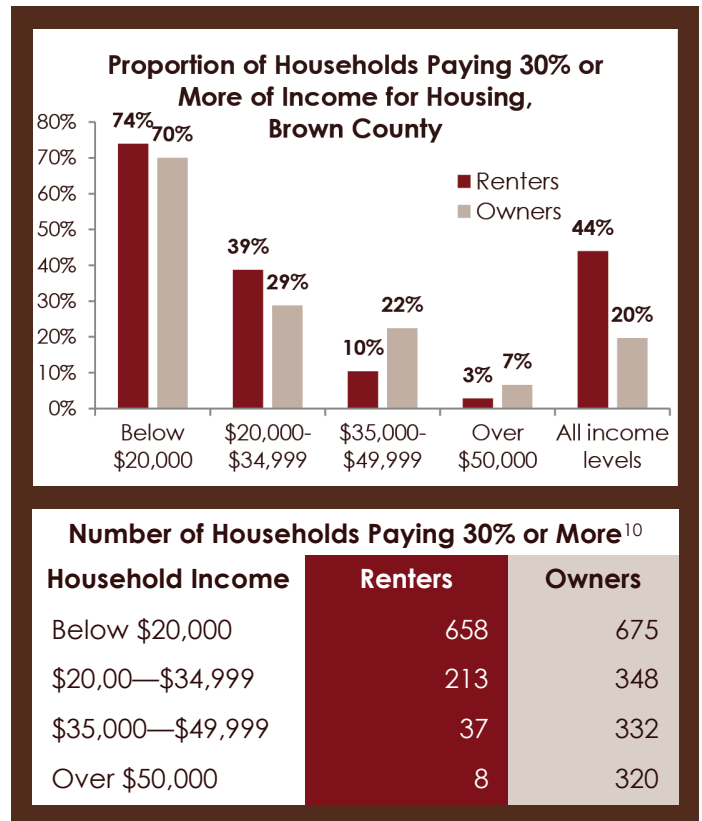 Proportion of Households Paying 30% or
More of Income for Housing,
Brown County
80%
70%
60%
50%
40%
30%
20%
10%
0%
74%
70%
39%
29%
10%
22%
3%
7%
44%
20%
Renters
Owners
Below
$20,000
$20,000-
$34,999
$35,000-
$49,999
Over
$50,000
All income
levels
Number of Households Paying 30% or More10
Household Income Renters Owners
Below $20,000 658 675
$20,00—$34,999 213 348
$35,000—$49,999 37 332
Over $50,000 8 320